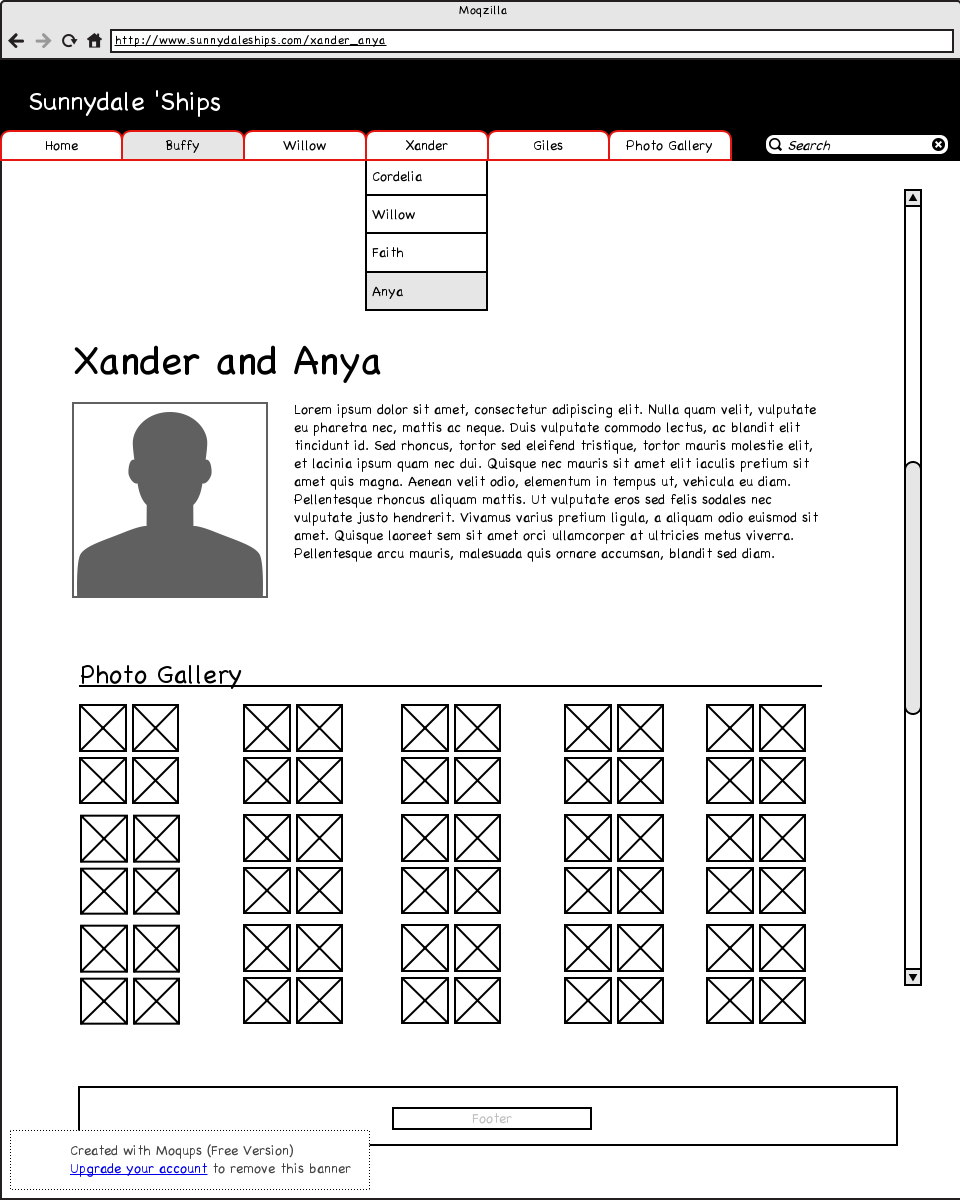 Moqzilla
http://www.sunnydaleships.com/xander_anya
Sunnydale 'Ships
Home
Buffy
Willow
Xander
Giles
Photo Gallery
Search
Cordelia
Willow
Faith
Anya
Xander and Anya
Lorem ipsum dolor sit amet, consectetur adipiscing elit. Nulla quam velit, vulputate
eu pharetra nec, mattis ac neque. Duis vulputate commodo lectus, ac blandit elit
tincidunt id. Sed rhoncus, tortor sed eleifend tristique, tortor mauris molestie elit,
et lacinia ipsum quam nec dui. Quisque nec mauris sit amet elit iaculis pretium sit
amet quis magna. Aenean velit odio, elementum in tempus ut, vehicula eu diam.
Pellentesque rhoncus aliquam mattis. Ut vulputate eros sed felis sodales nec
vulputate justo hendrerit. Vivamus varius pretium ligula, a aliquam odio euismod sit
amet. Quisque laoreet sem sit amet orci ullamcorper at ultricies metus viverra.
Pellentesque arcu mauris, malesuada quis ornare accumsan, blandit sed diam.
Photo Gallery
Footer
Created with Moqups (Free Version)
Upgrade your account to remove this banner